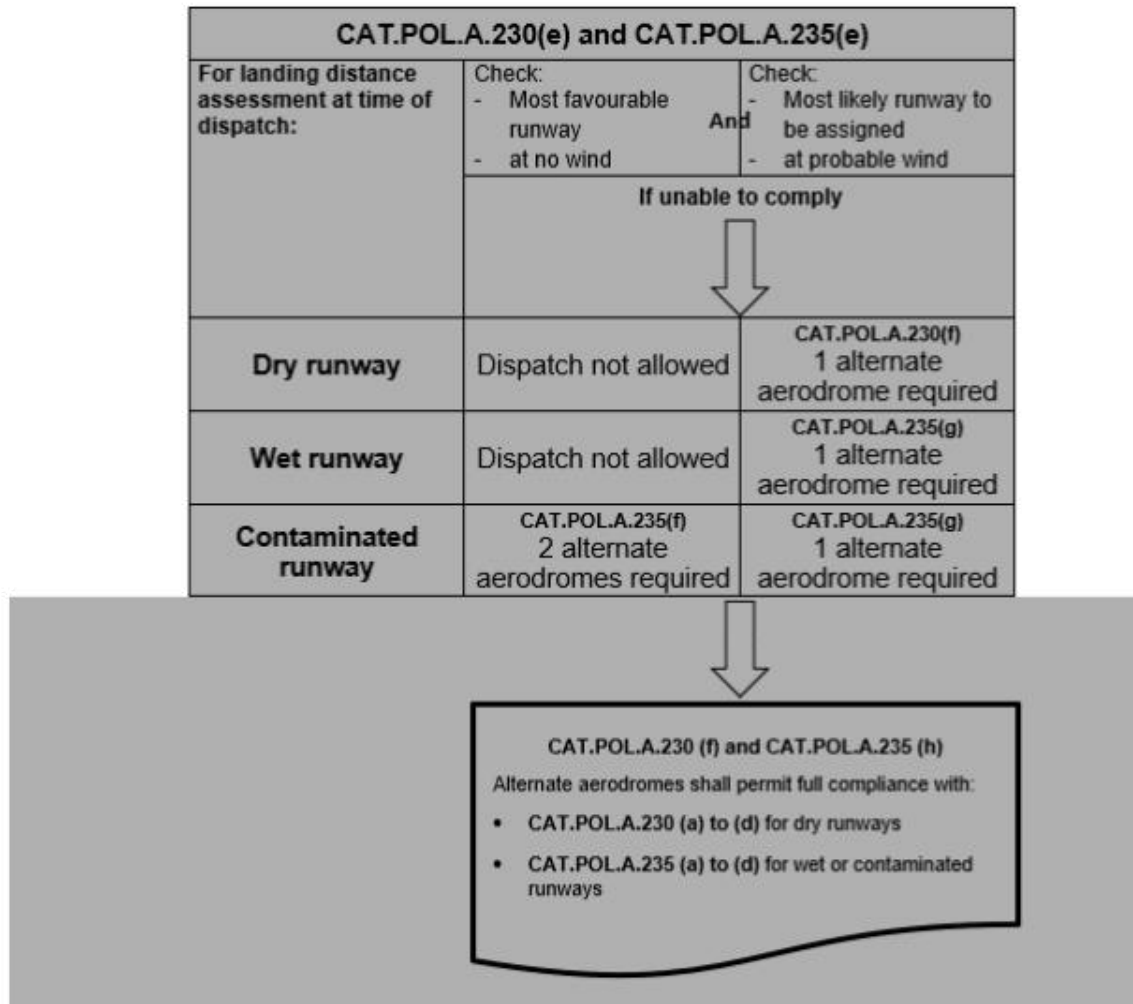 CAT.POL.A.230(e) and CAT.POL.A.235(e)
For landing distance
assessment at time of
dispatch:
Check:
- Most favourable
runway
- at no wind
And
Check:
- Most likely runway to
be assigned
- at probable wind
If unable to comply
Dry runway
Dispatch not allowed
CAT.POL.A.230(f)
1 alternate
aerodrome required
Wet runway
Dispatch not allowed
CAT.POL.A.235(g)
1 alternate
aerodrome required
Contaminated
runway
CAT.POL.A.235(f)
2 alternate
aerodromes required
CAT.POL.A.235(g)
1 alternate
aerodrome required
CAT.POL.A.230 (f) and CAT.POL.A.235 (h)
Alternate aerodromes shall permit full compliance with:
• CAT.POL.A.230 (a) to (d) for dry runways
• CAT.POL.A.235 (a) to (d) for wet or contaminated
runways